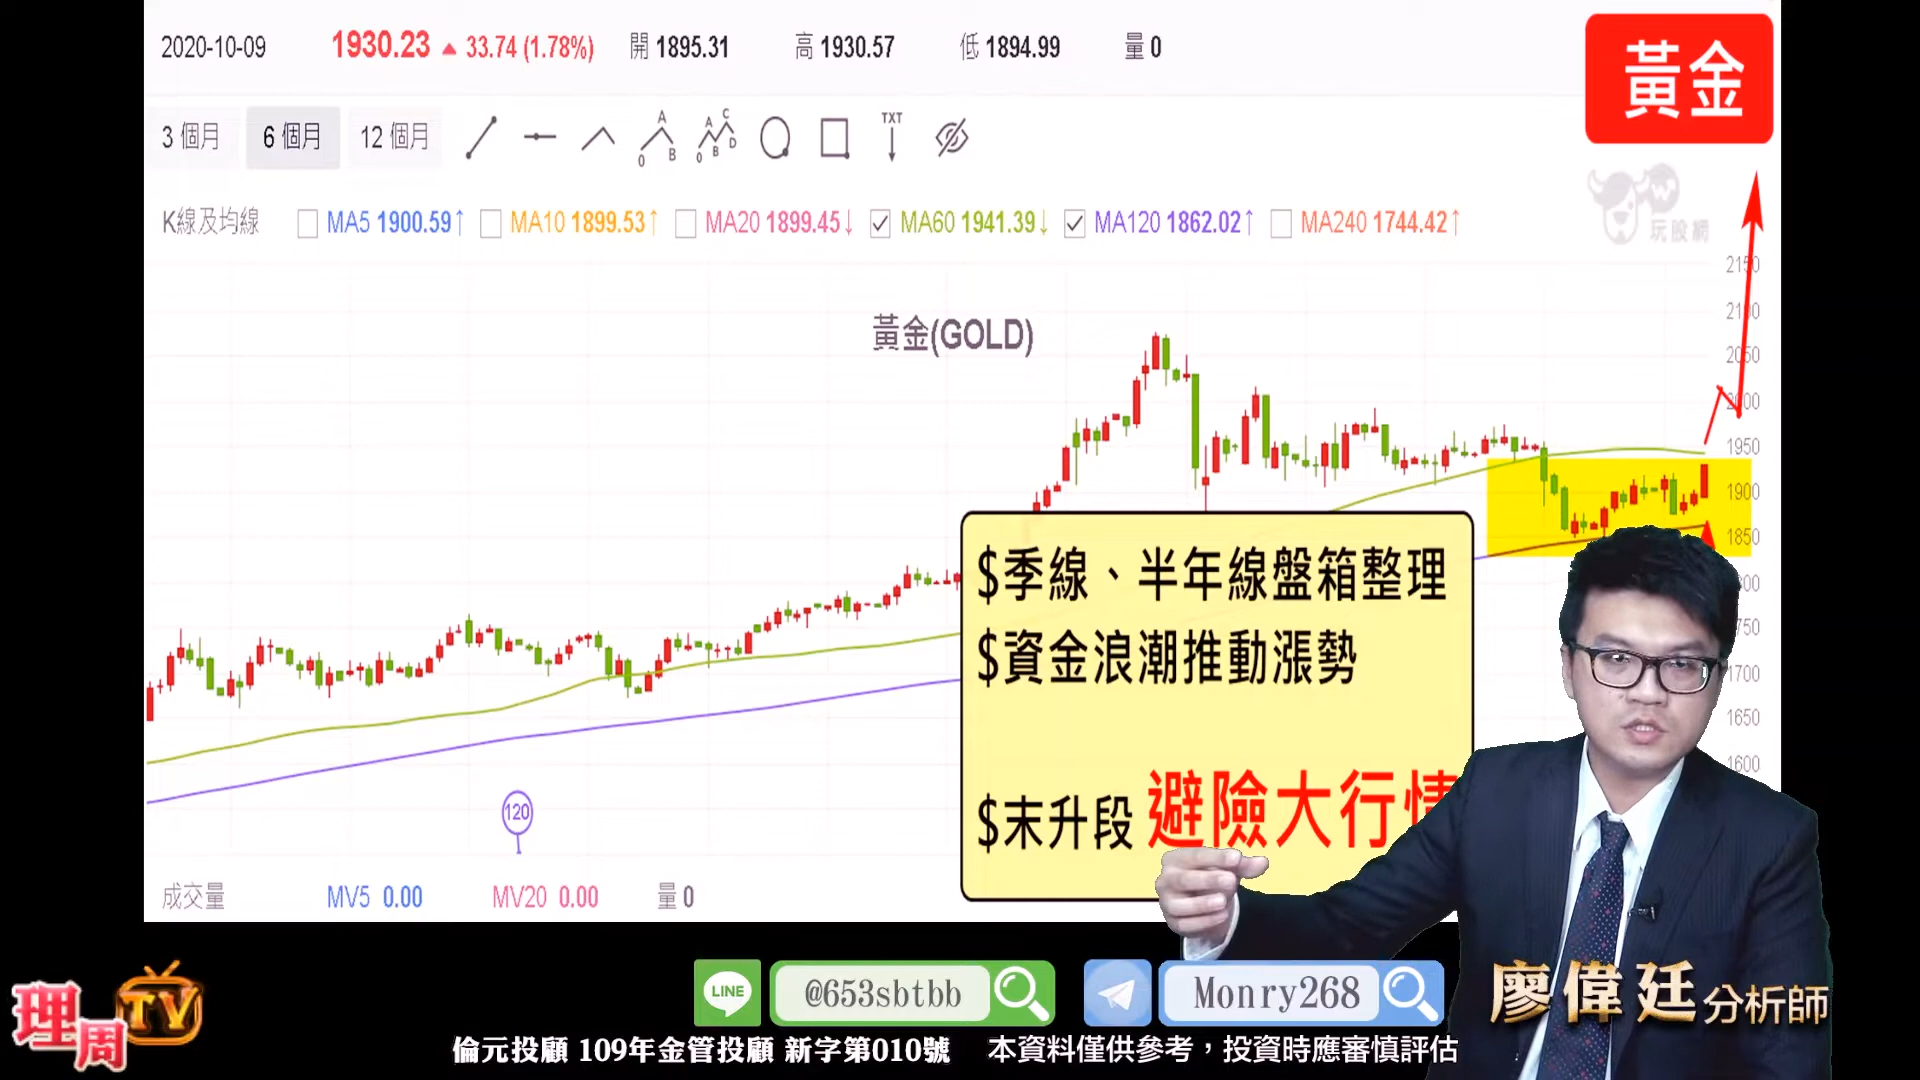 2020-10-09 1930.23 ▲ 33.74 (1.78%) 開 1895.31 高 1930.57 低 1894.99 量 0
黃金
3 個月 6 個月 12 個月 A 0 B A C 0 B D TXT
K線及均線 MA5 1900.59↑ MA10 1899.53↑ MA20 1899.45↓ MA60 1941.39↓ MA120 1862.02↑ MA240 1744.42↑
玩股網
黃金(GOLD)
2150
2100
2050
2000
1950
1900
1850
1700
1650
1600
$季線、半年線盤箱整理
$資金浪潮推動漲勢
$末升段 避險大行情
120
成交量 MV5 0.00 MV20 0.00 量 0
理周TV
LINE @653sbtbb Monry268
廖偉廷分析師
倫元投顧 109年金管投顧 新字第010號 本資料僅供參考，投資時應審慎評估